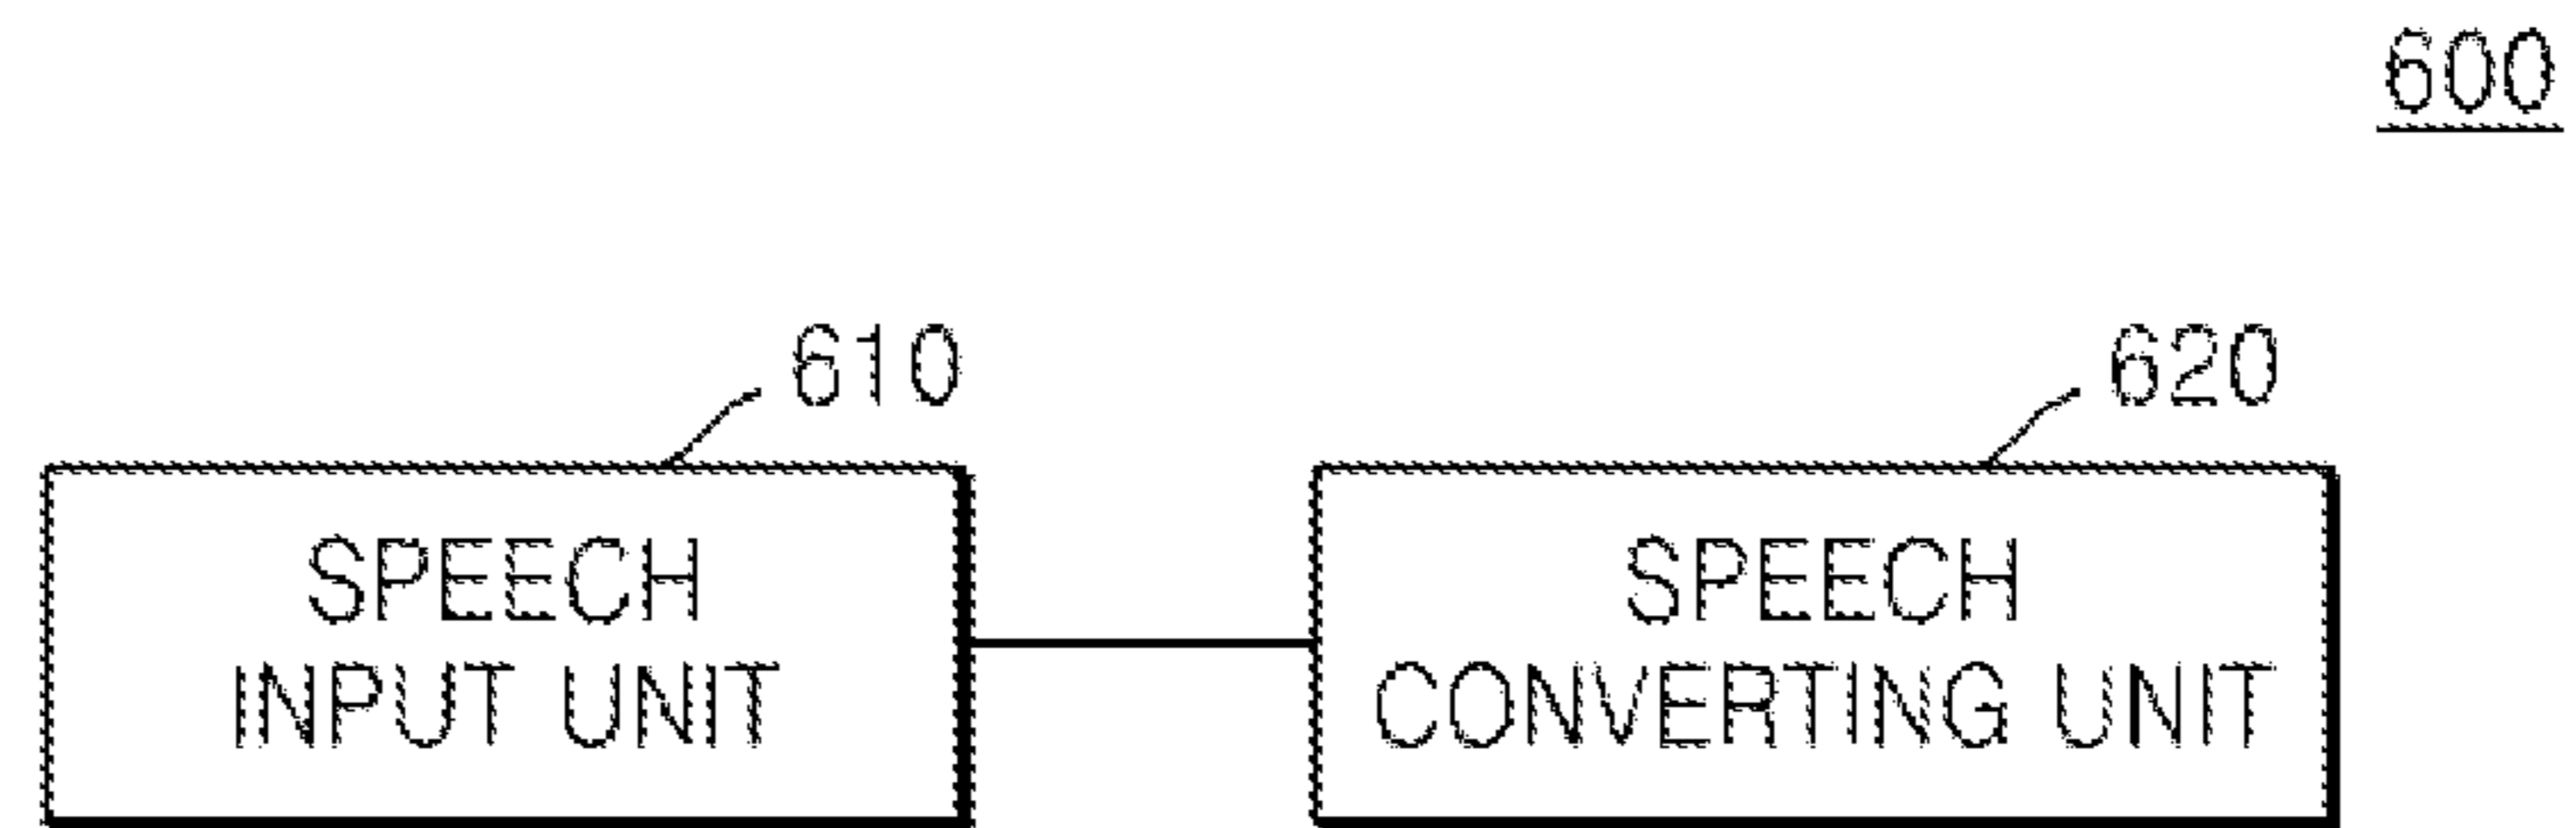 600
610
620
SPEECH
INPUT UNIT
SPEECH
CONVERTING UNIT